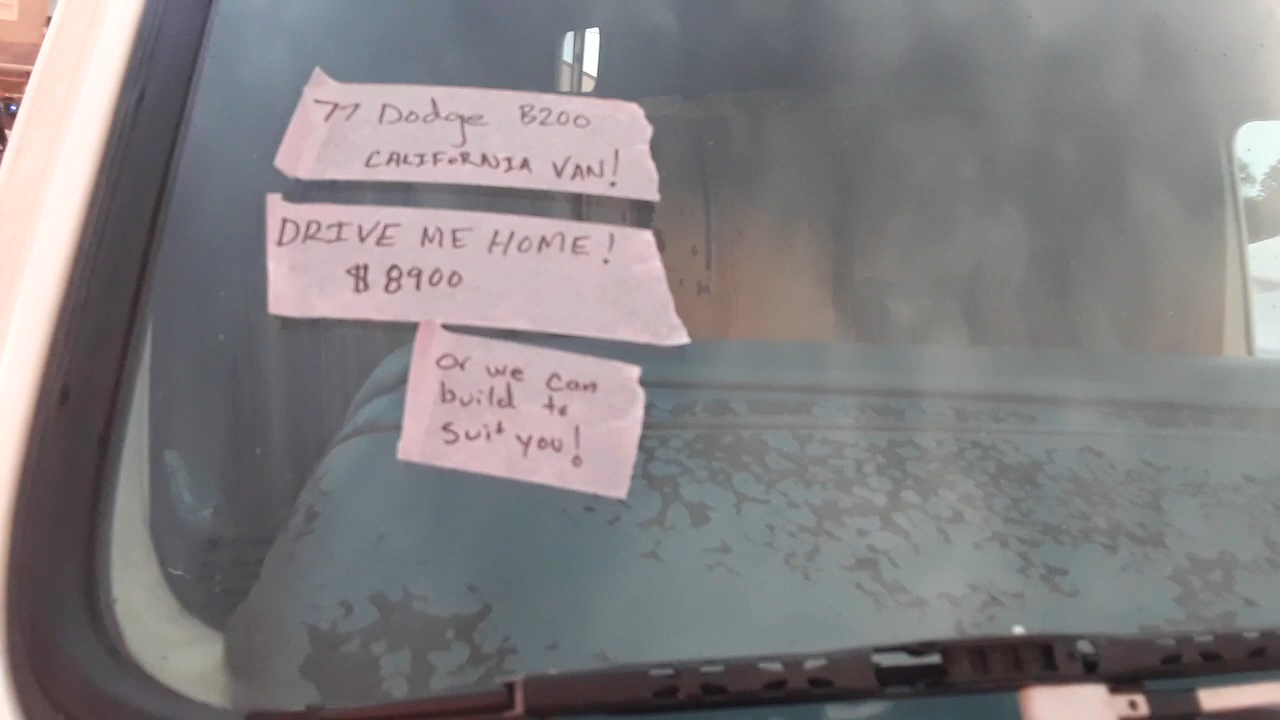 77 Dodge B200
CALIFORNIA VAN!
DRIVE ME HOME!
$8900
Or we can
build to
suit you!